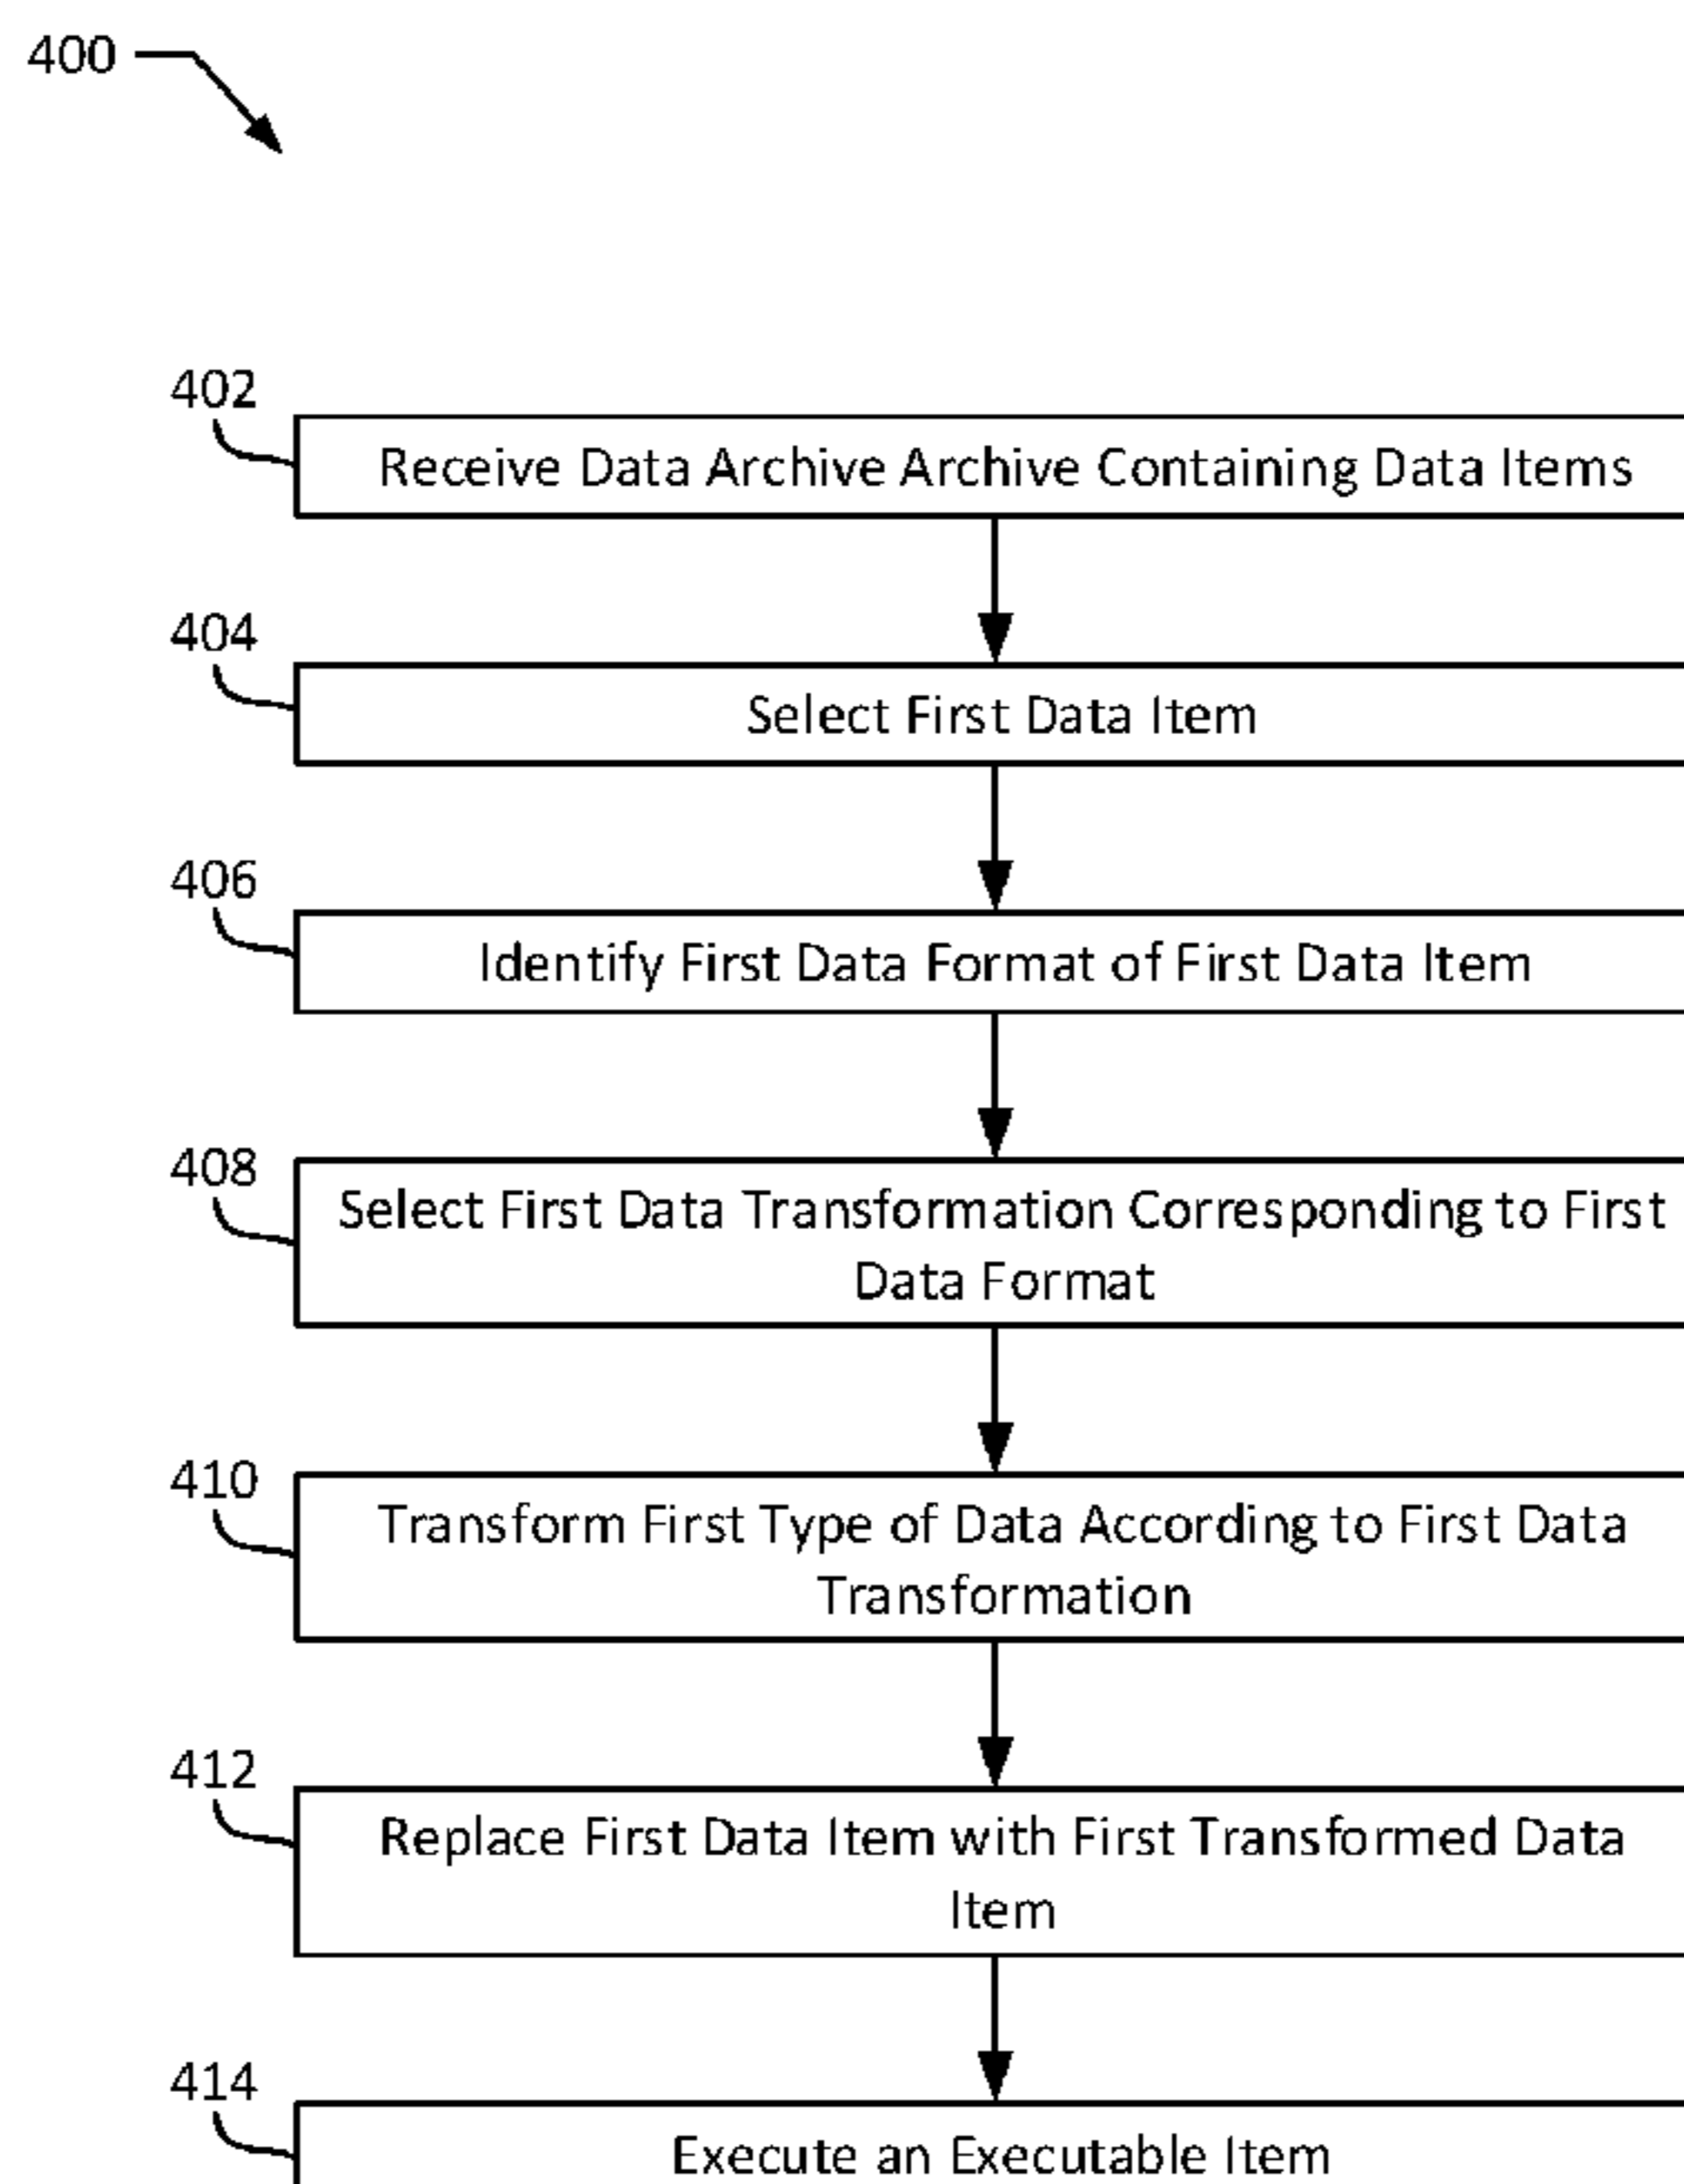 400
402
Receive Data Archive Archive Containing Data Items
404
Select First Data Item
406
Identify First Data Format of First Data Item
408
Select First Data Transformation Corresponding to First
Data Format
410
Transform First Type of Data According to First Data
Transformation
412
Replace First Data Item with First Transformed Data
Item
414
Execute an Executable Item